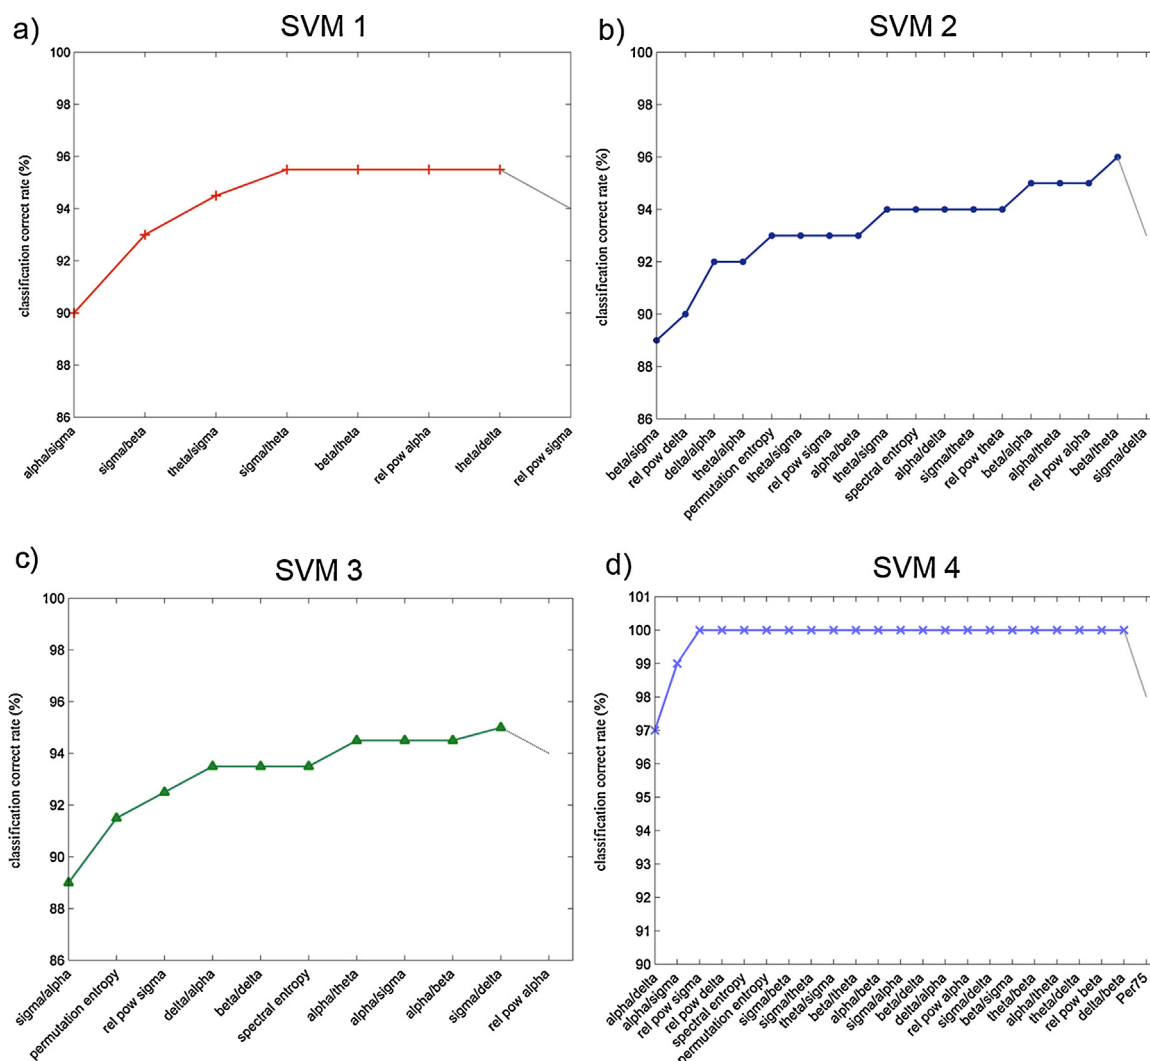 a)
SVM 1
classification correct rate (%)
100
98
96
94
92
90
88
86
alpha/sigma
sigma/beta
theta/sigma
sigma/theta
beta/theta
rel pow alpha
theta/delta
rel pow sigma
b)
SVM 2
classification correct rate (%)
100
98
96
94
92
90
88
86
beta/sigma
rel pow delta
delta/alpha
theta/alpha
permutation entropy
theta/sigma
rel pow sigma
alpha/beta
theta/sigma
spectral entropy
alpha/delta
sigma/theta
rel pow theta
beta/alpha
alpha/theta
rel pow alpha
beta/theta
sigma/delta
c)
SVM 3
classification correct rate (%)
100
98
96
94
92
90
88
86
sigma/alpha
permutation entropy
rel pow sigma
delta/alpha
beta/delta
spectral entropy
alpha/theta
alpha/sigma
alpha/beta
sigma/delta
rel pow alpha
d)
SVM 4
classification correct rate (%)
101
100
99
98
97
96
95
94
93
92
91
90
alpha/delta
alpha/sigma
rel pow sigma
rel pow delta
spectral entropy
permutation entropy
sigma/beta
sigma/theta
theta/sigma
beta/theta
alpha/beta
sigma/alpha
beta/delta
delta/alpha
rel pow alpha
sigma/delta
beta/sigma
theta/beta
alpha/theta
theta/delta
rel pow beta
delta/beta
Per75